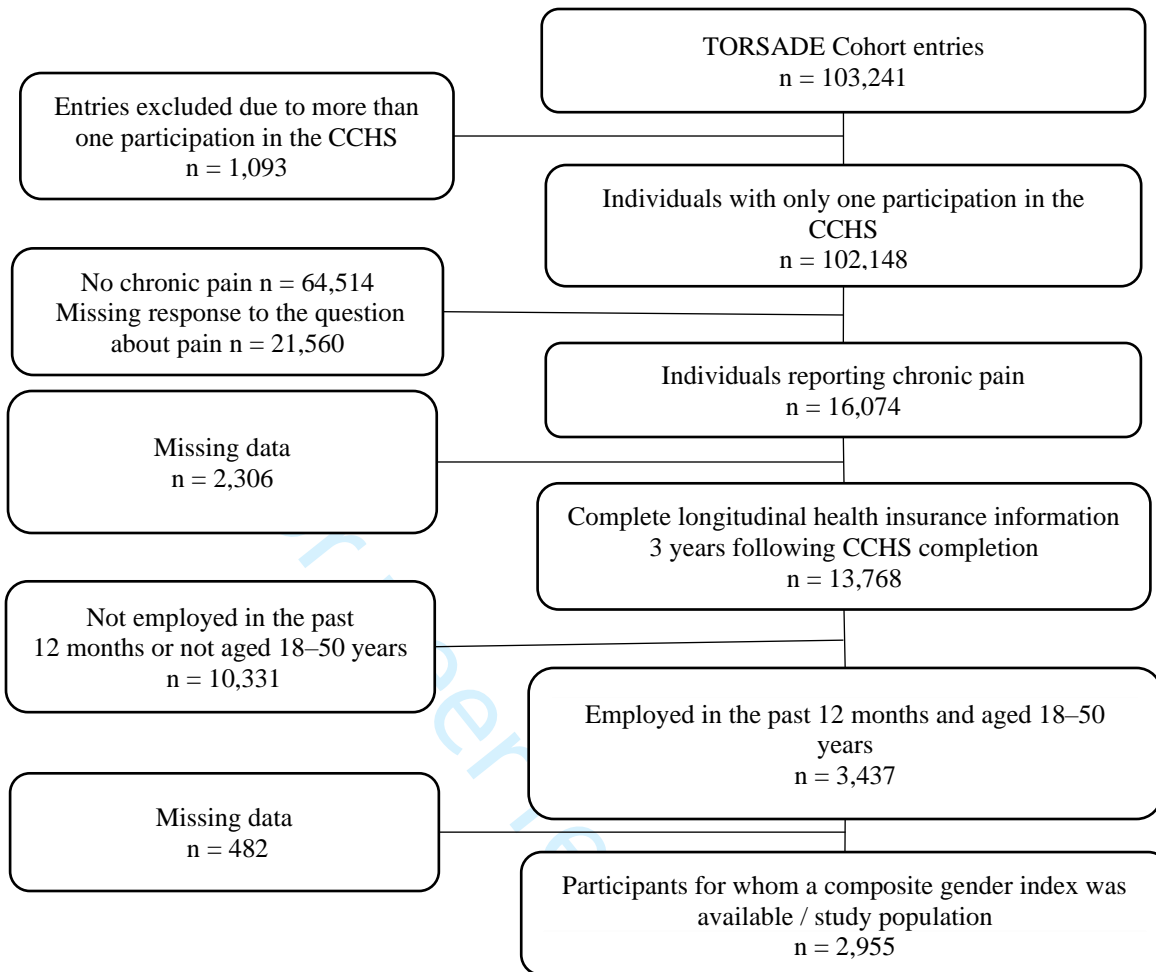 TORSADE Cohort entries
n = 103,241
Entries excluded due to more than
one participation in the CCHS
n = 1,093
Individuals with only one participation in the
CCHS
n = 102,148
No chronic pain n = 64,514
Missing response to the question
about pain n = 21,560
Individuals reporting chronic pain
n = 16,074
Missing data
n = 2,306
Complete longitudinal health insurance information
3 years following CCHS completion
n = 13,768
Not employed in the past
12 months or not aged 18–50 years
n = 10,331
Employed in the past 12 months and aged 18–50
years
n = 3,437
Missing data
n = 482
Participants for whom a composite gender index was
available / study population
n = 2,955